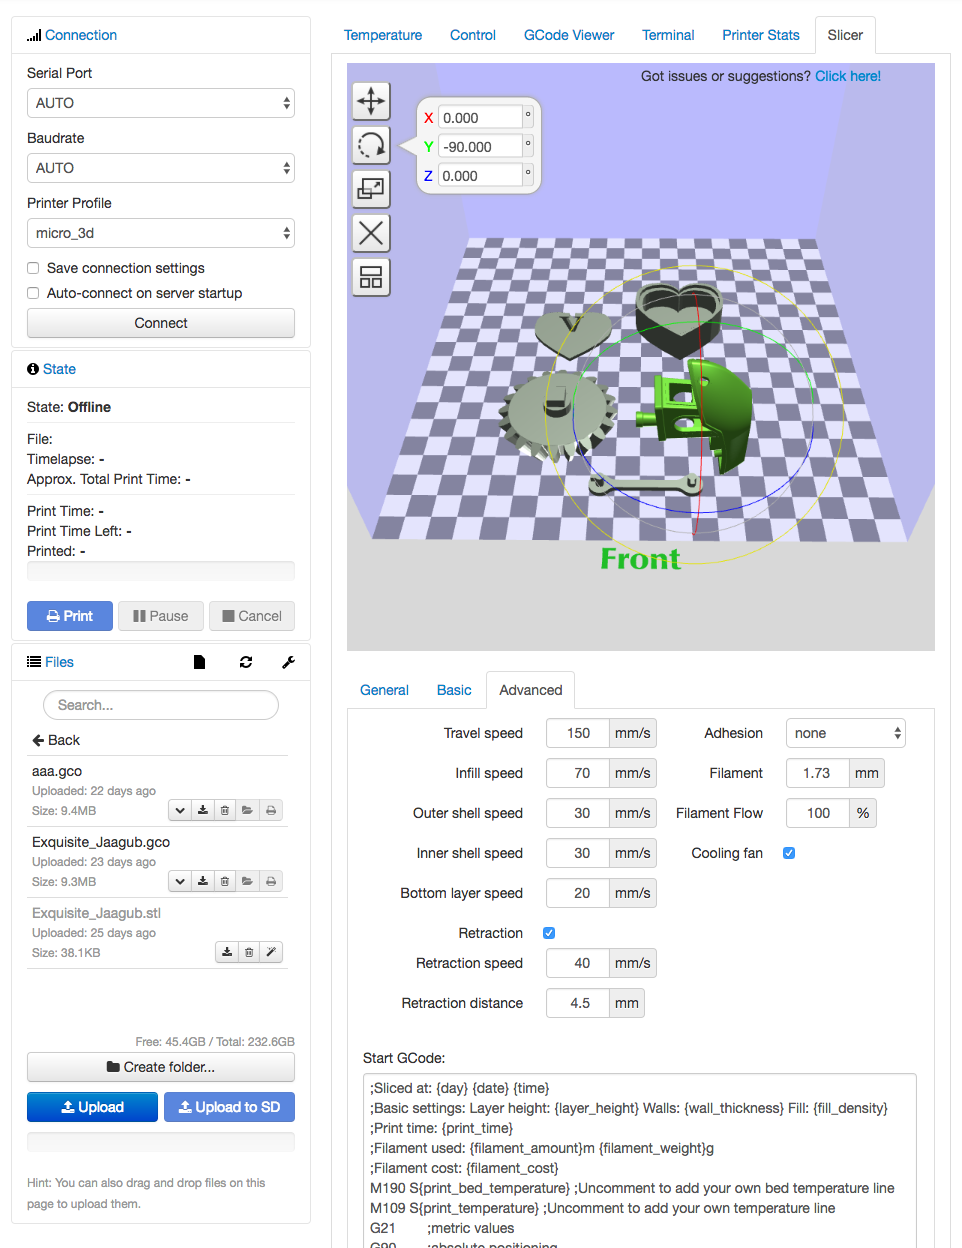 Connection
Serial Port
AUTO
Baudrate
AUTO
Printer Profile
micro_3d
Save connection settings
Auto-connect on server startup
Connect
State
State: Offline
File:
Timelapse: -
Approx. Total Print Time: -
Print Time: -
Print Time Left: -
Printed: -
Print Pause Cancel
Files
Search...
Back
aaa.gco
Uploaded: 22 days ago
Size: 9.4MB
Exquisite_Jaagub.gco
Uploaded: 23 days ago
Size: 9.3MB
Exquisite_Jaagub.stl
Uploaded: 25 days ago
Size: 38.1KB
Free: 45.4GB / Total: 232.6GB
Create folder...
Upload Upload to SD
Hint: You can also drag and drop files on this
page to upload them.
Temperature Control GCode Viewer Terminal Printer Stats Slicer
Got issues or suggestions? Click here!
X 0.000 °
Y -90.000 °
Z 0.000 °
V
Front
General Basic Advanced
Travel speed 150 mm/s Adhesion none
Infill speed 70 mm/s Filament 1.73 mm
Outer shell speed 30 mm/s Filament Flow 100 %
Inner shell speed 30 mm/s Cooling fan
Bottom layer speed 20 mm/s
Retraction
Retraction speed 40 mm/s
Retraction distance 4.5 mm
Start GCode:
;Sliced at: {day} {date} {time}
;Basic settings: Layer height: {layer_height} Walls: {wall_thickness} Fill: {fill_density}
;Print time: {print_time}
;Filament used: {filament_amount}m {filament_weight}g
;Filament cost: {filament_cost}
M190 S{print_bed_temperature} ;Uncomment to add your own bed temperature line
M109 S{print_temperature} ;Uncomment to add your own temperature line
G21 ;metric values
G90 ;absolute positioning